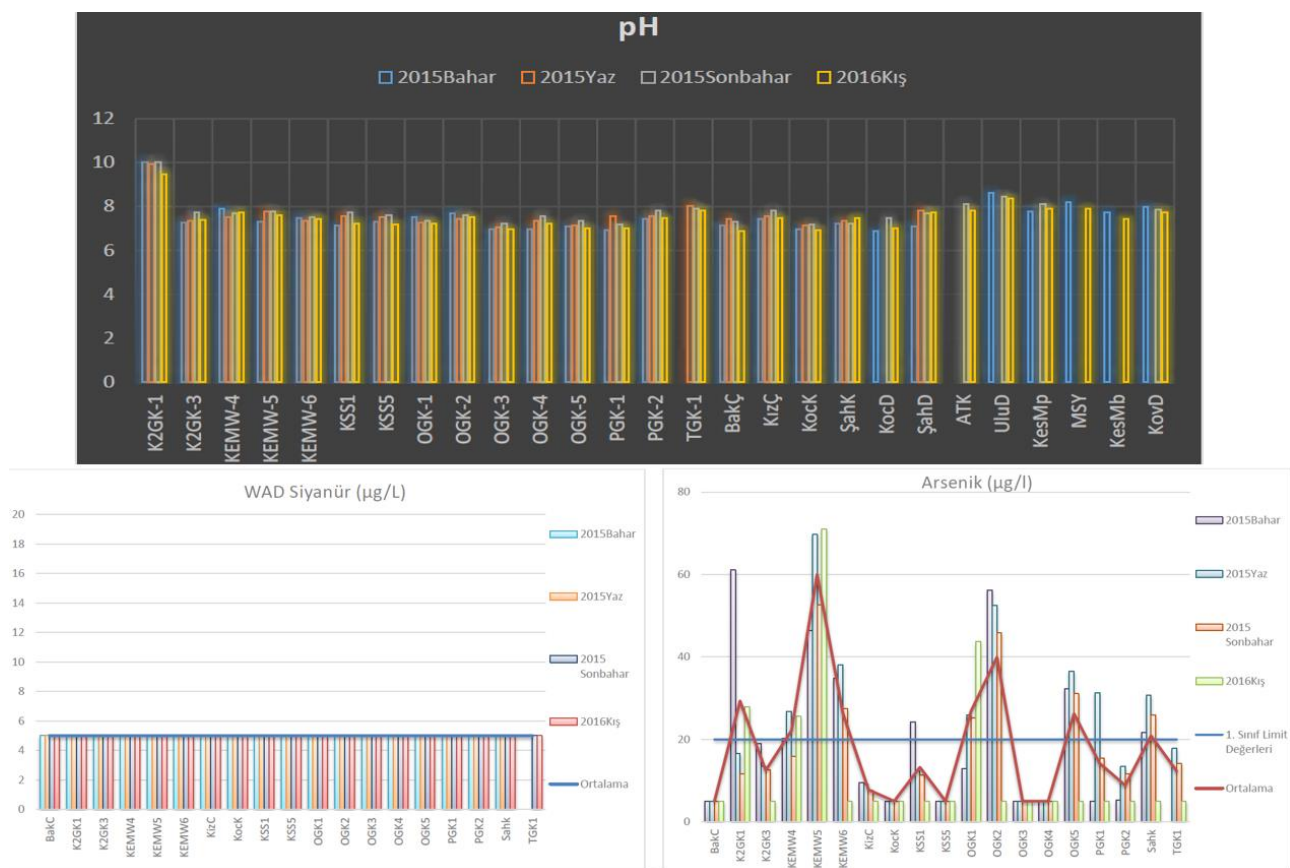 pH
2015Bahar 2015Yaz 2015Sonbahar 2016Kış
12
10
8
6
4
2
0
K2GK-1 K2GK-3 KEMW-4 KEMW-5 KEMW-6 KSS1 KSS5 OGK-1 OGK-2 OGK-3 OGK-4 OGK-5 PGK-1 PGK-2 TGK-1 BakÇ KızÇ KocK ŞahK KocD ŞahD ATK UluD KesMp MSY KesMb KovD
WAD Siyanür (µg/L)
20
18
16
14
12
10
8
6
4
2
0
BakC K2GK1 K2GK3 KEMW4 KEMW5 KEMW6 KizC KocK KSS1 KSS5 OGK1 OGK2 OGK3 OGK4 OGK5 PGK1 PGK2 Sahk TGK1
2015Bahar
2015Yaz
2015
Sonbahar
2016Kış
Ortalama
Arsenik (µg/l)
80
60
40
20
0
BakC K2GK1 K2GK3 KEMW4 KEMW5 KEMW6 KizC KocK KSS1 KSS5 OGK1 OGK2 OGK3 OGK4 OGK5 PGK1 PGK2 Sahk TGK1
2015Bahar
2015Yaz
2015
Sonbahar
2016Kış
1. Sınıf Limit
Değerleri
Ortalama